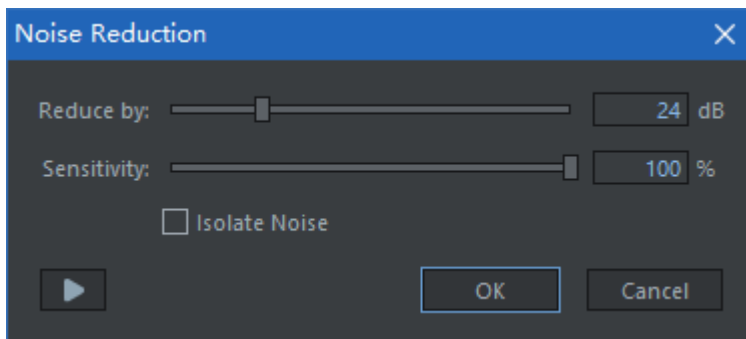 Noise Reduction
Reduce by: 24 dB
Sensitivity: 100 %
Isolate Noise
OK Cancel